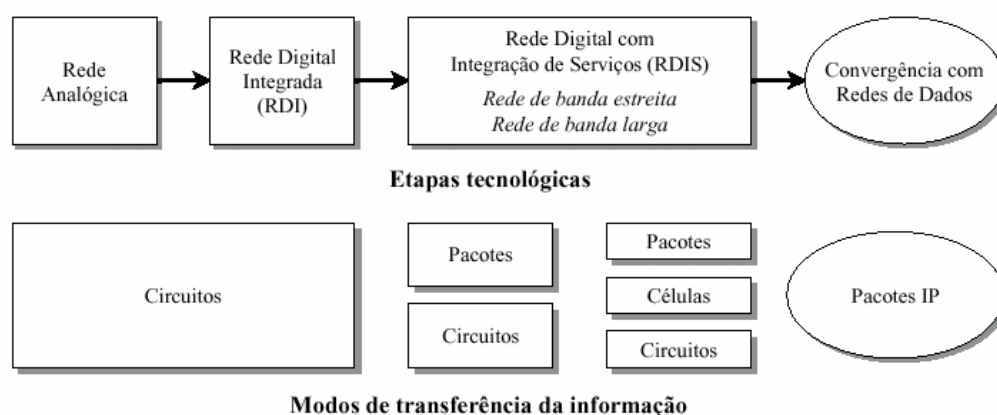 Rede
Analógica
Rede Digital
Integrada
(RDI)
Rede Digital com
Integração de Serviços (RDIS)
Rede de banda estreita
Rede de banda larga
Convergência com
Redes de Dados
Etapas tecnológicas
Circuitos
Pacotes
Circuitos
Pacotes
Células
Circuitos
Pacotes IP
Modos de transferência da informação